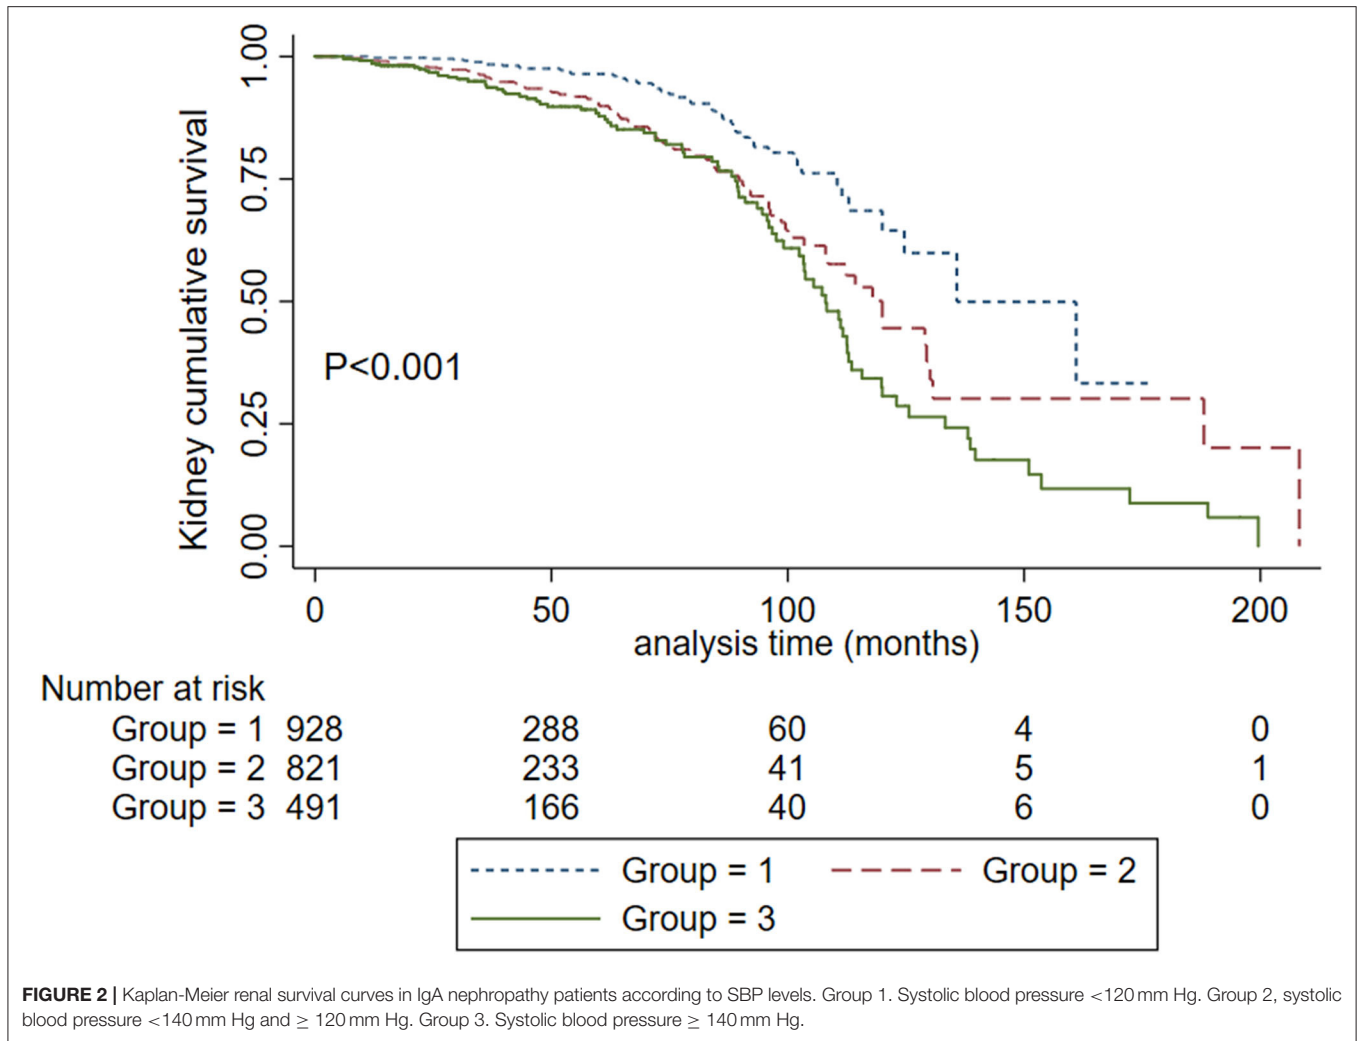 Kidney cumulative survival
1.00
0.75
0.50
0.25
0.00
P<0.001
0 50 100 150 200
analysis time (months)
Number at risk
Group = 1 928 288 60 4 0
Group = 2 821 233 41 5 1
Group = 3 491 166 40 6 0
Group = 1 Group = 2
Group = 3
FIGURE 2 | Kaplan-Meier renal survival curves in IgA nephropathy patients according to SBP levels. Group 1. Systolic blood pressure <120 mm Hg. Group 2, systolic
blood pressure <140 mm Hg and ≥ 120 mm Hg. Group 3. Systolic blood pressure ≥ 140 mm Hg.